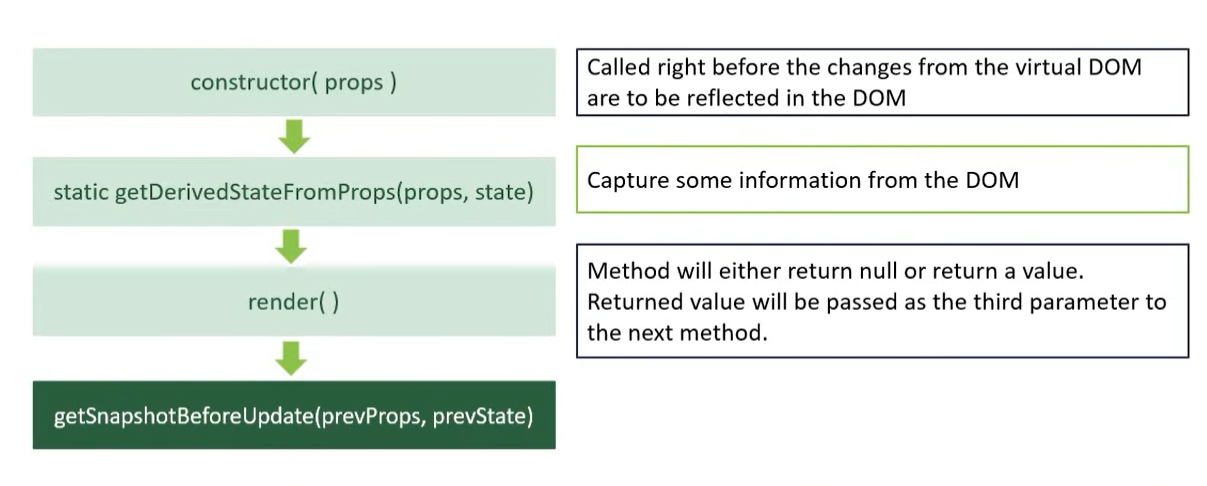 constructor( props )
static getDerivedStateFromProps(props, state)
render( )
getSnapshotBeforeUpdate(prevProps, prevState)
Called right before the changes from the virtual DOM
are to be reflected in the DOM
Capture some information from the DOM
Method will either return null or return a value.
Returned value will be passed as the third parameter to
the next method.